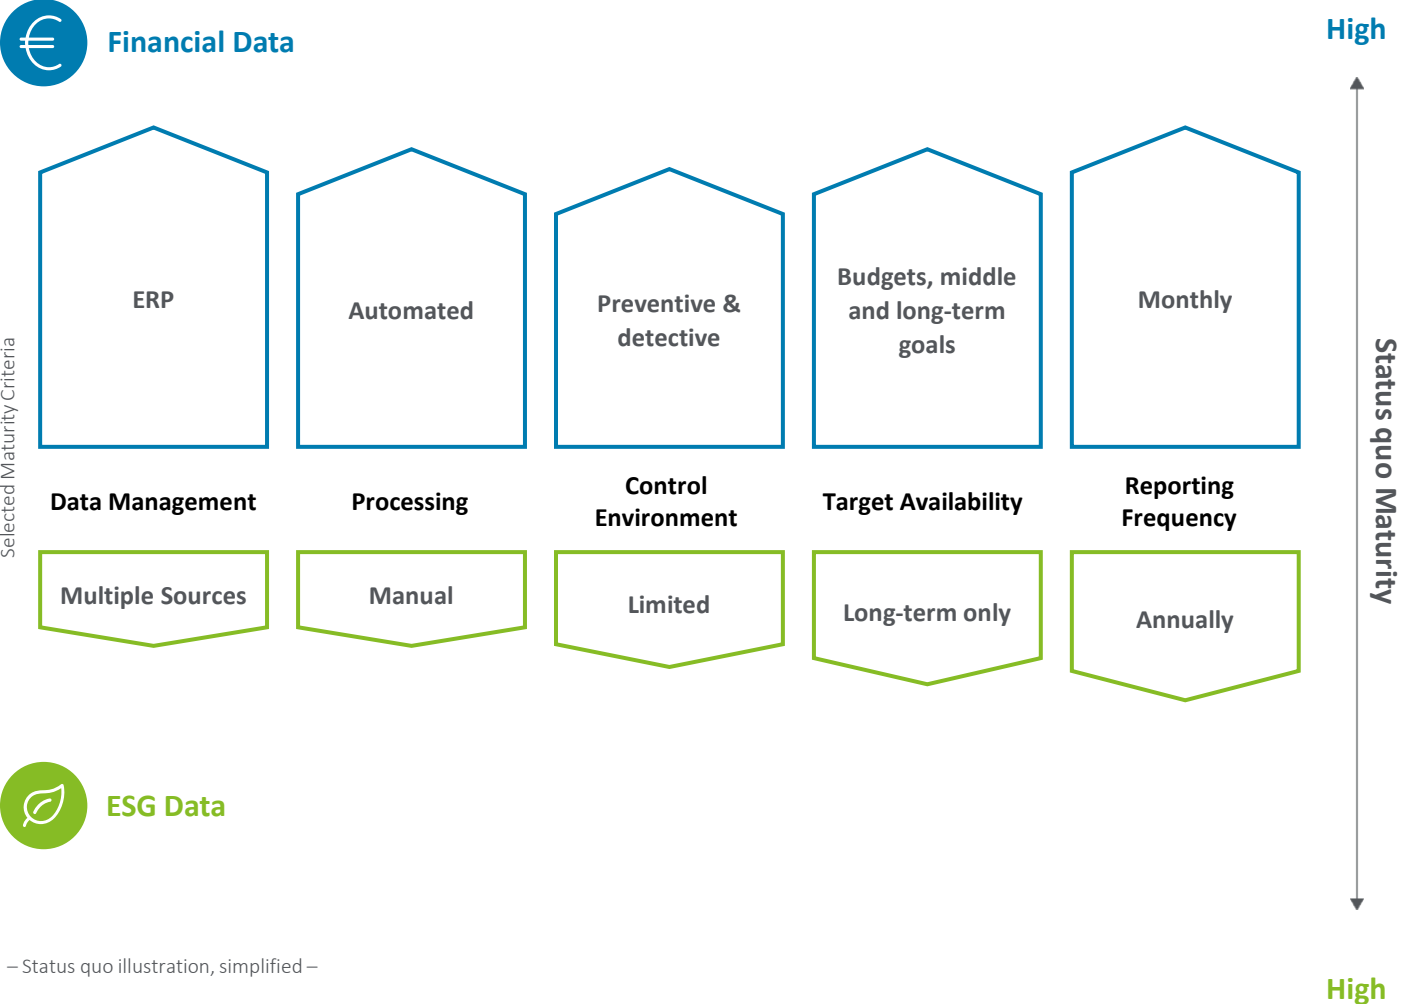 Financial Data
High
ERP
Automated
Preventive &
detective
Budgets, middle
and long-term
goals
Monthly
Selected Maturity Criteria
Status quo Maturity
Data Management
Processing
Control
Environment
Target Availability
Reporting
Frequency
Multiple Sources
Manual
Limited
Long-term only
Annually
ESG Data
– Status quo illustration, simplified –
High